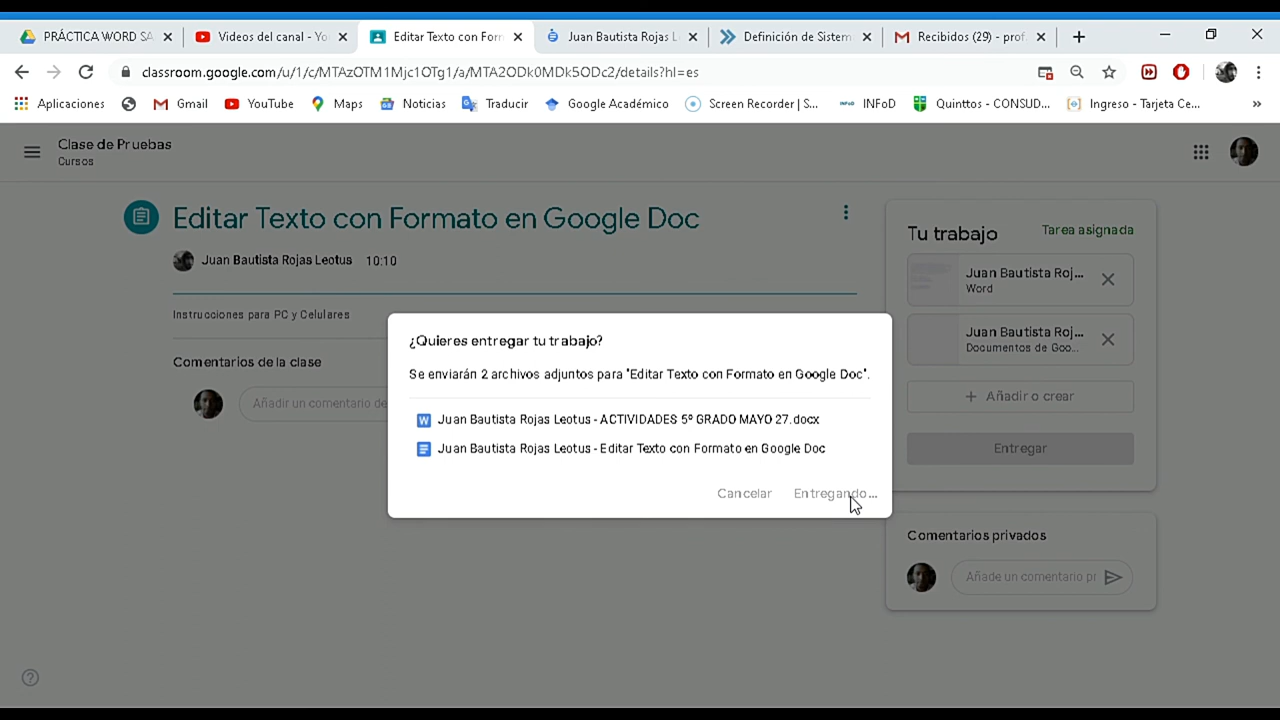 PRÁCTICA WORD SA
Videos del canal - Yo
Editar Texto con Forn
Juan Bautista Rojas L
Definición de Sistem
Recibidos (29) - prof.
classroom.google.com/u/1/c/MTAzOTM1Mjc1OTg1/a/MTA2ODk0MDk5ODc2/details?hl=es
Aplicaciones
Gmail
YouTube
Maps
Noticias
Traducir
Google Académico
Screen Recorder | S...
INFoD
INFoD
Quinttos - CONSUD...
Ingreso - Tarjeta Ce...
»
Clase de Pruebas
Cursos
Editar Texto con Formato en Google Doc
Juan Bautista Rojas Leotus 10:10
Instrucciones para PC y Celulares
Comentarios de la clase
Añadir un comentario de
¿Quieres entregar tu trabajo?
Se enviarán 2 archivos adjuntos para "Editar Texto con Formato en Google Doc".
W
Juan Bautista Rojas Leotus - ACTIVIDADES 5º GRADO MAYO 27.docx
Juan Bautista Rojas Leotus - Editar Texto con Formato en Google Doc
Cancelar Entregando...
Tu trabajo Tarea asignada
Juan Bautista Roj...
Word
Juan Bautista Roj...
Documentos de Goo...
+ Añadir o crear
Entregar
Comentarios privados
Añade un comentario pr
?